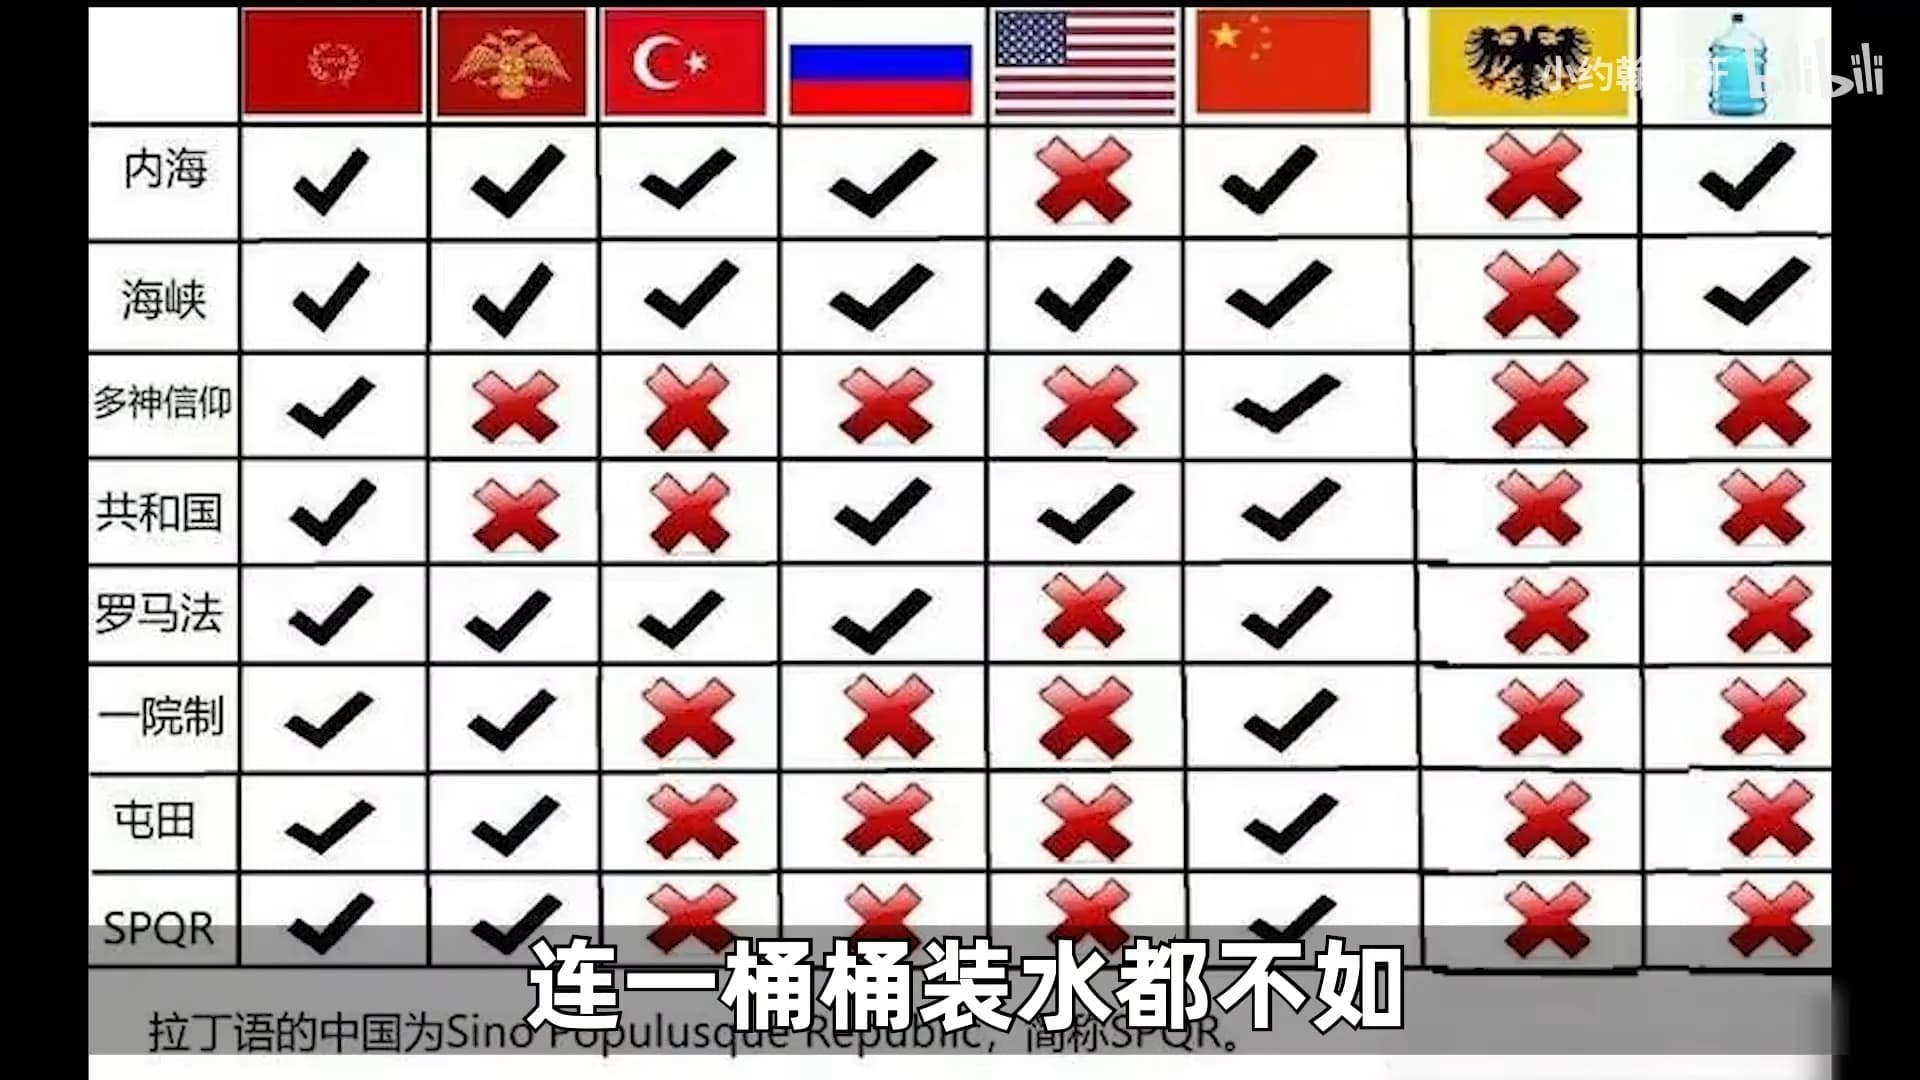 小约翰可汗 bilibili
内海
海峡
多神信仰
共和国
罗马法
一院制
屯田
SPQR
连一桶桶装水都不如
拉丁语的中国为Sino Populusque Republic，简称SPQR。